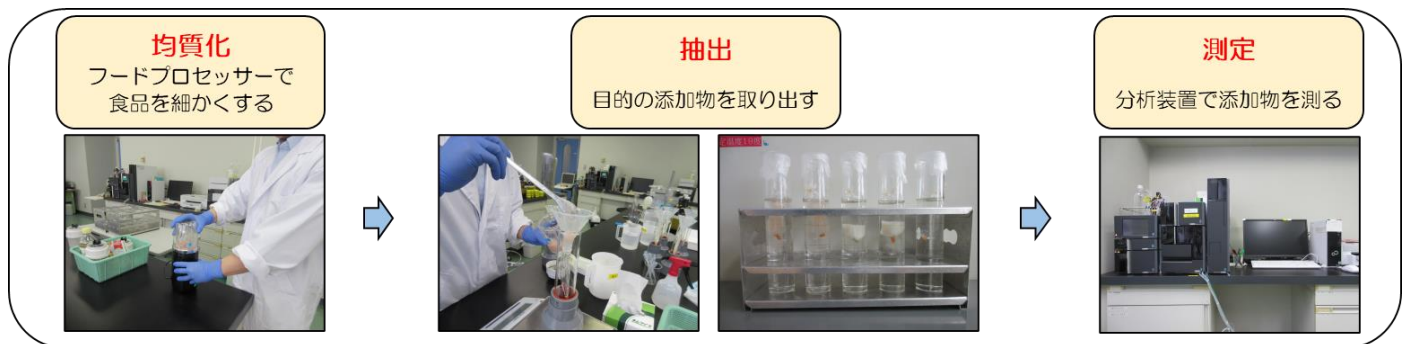 均質化
フードプロセッサーで
食品を細かくする
抽出
目的の添加物を取り出す
測定
分析装置で添加物を測る